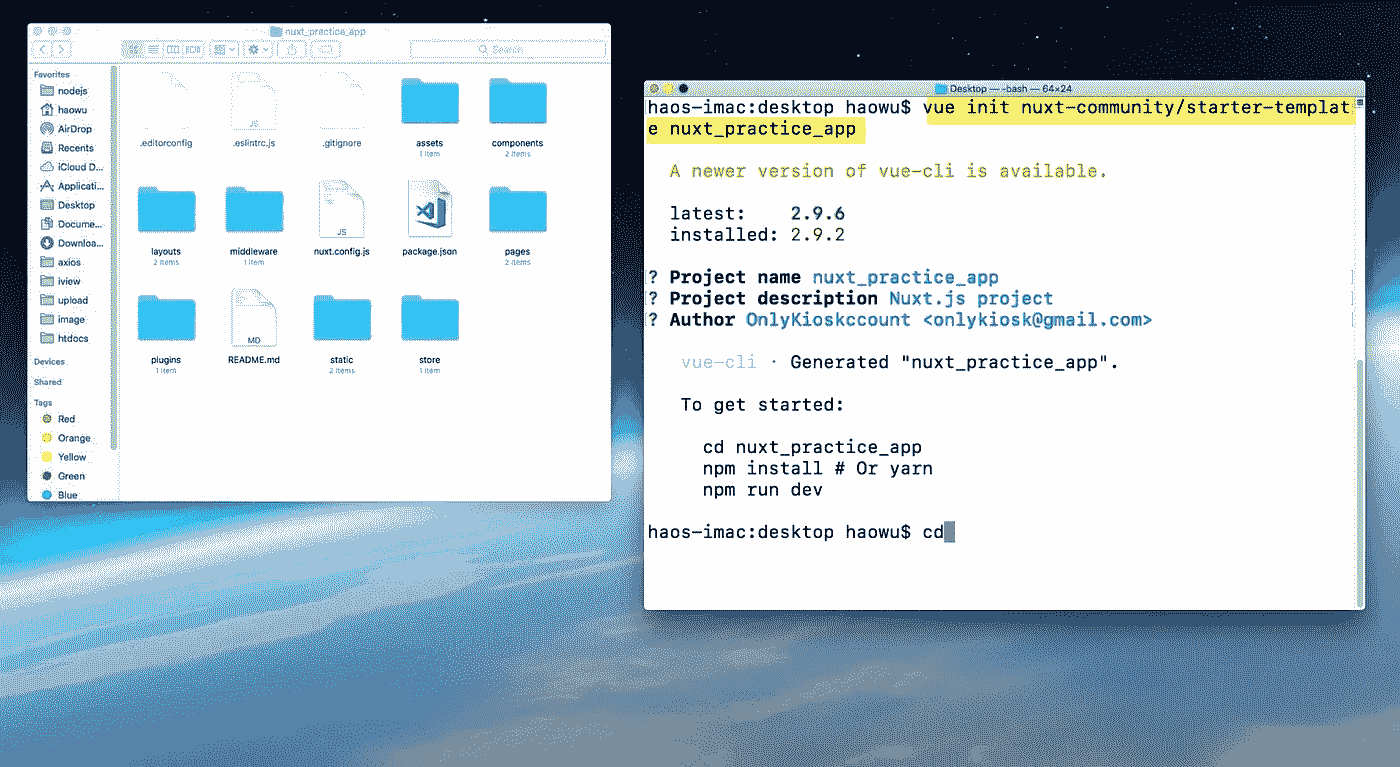 nuxt_practice_app
Search
Favorites
nodejs
haowu
AirDrop
Recents
iCloud D...
Applicati...
Desktop
Docume...
Downloa...
axios
iview
upload
image
htdocs
Devices
Shared
Tags
Red
Orange
Yellow
Green
Blue
JS
.editorconfig
.eslintrc.js
.gitignore
assets
components
1 item
2 items
JS
layouts
middleware
nuxt.config.js
package.json
pages
2 items
1 item
2 items
MD
plugins
README.md
static
store
1 item
2 items
1 item
Desktop — -bash — 64×24
haos-imac:desktop haowu$ vue init nuxt-community/starter-templat
e nuxt_practice_app
A newer version of vue-cli is available.
latest: 2.9.6
installed: 2.9.2
? Project name nuxt_practice_app
? Project description Nuxt.js project
? Author OnlyKioskccount <onlykiosk@gmail.com>
vue-cli · Generated "nuxt_practice_app".
To get started:
cd nuxt_practice_app
npm install # Or yarn
npm run dev
haos-imac:desktop haowu$ cd